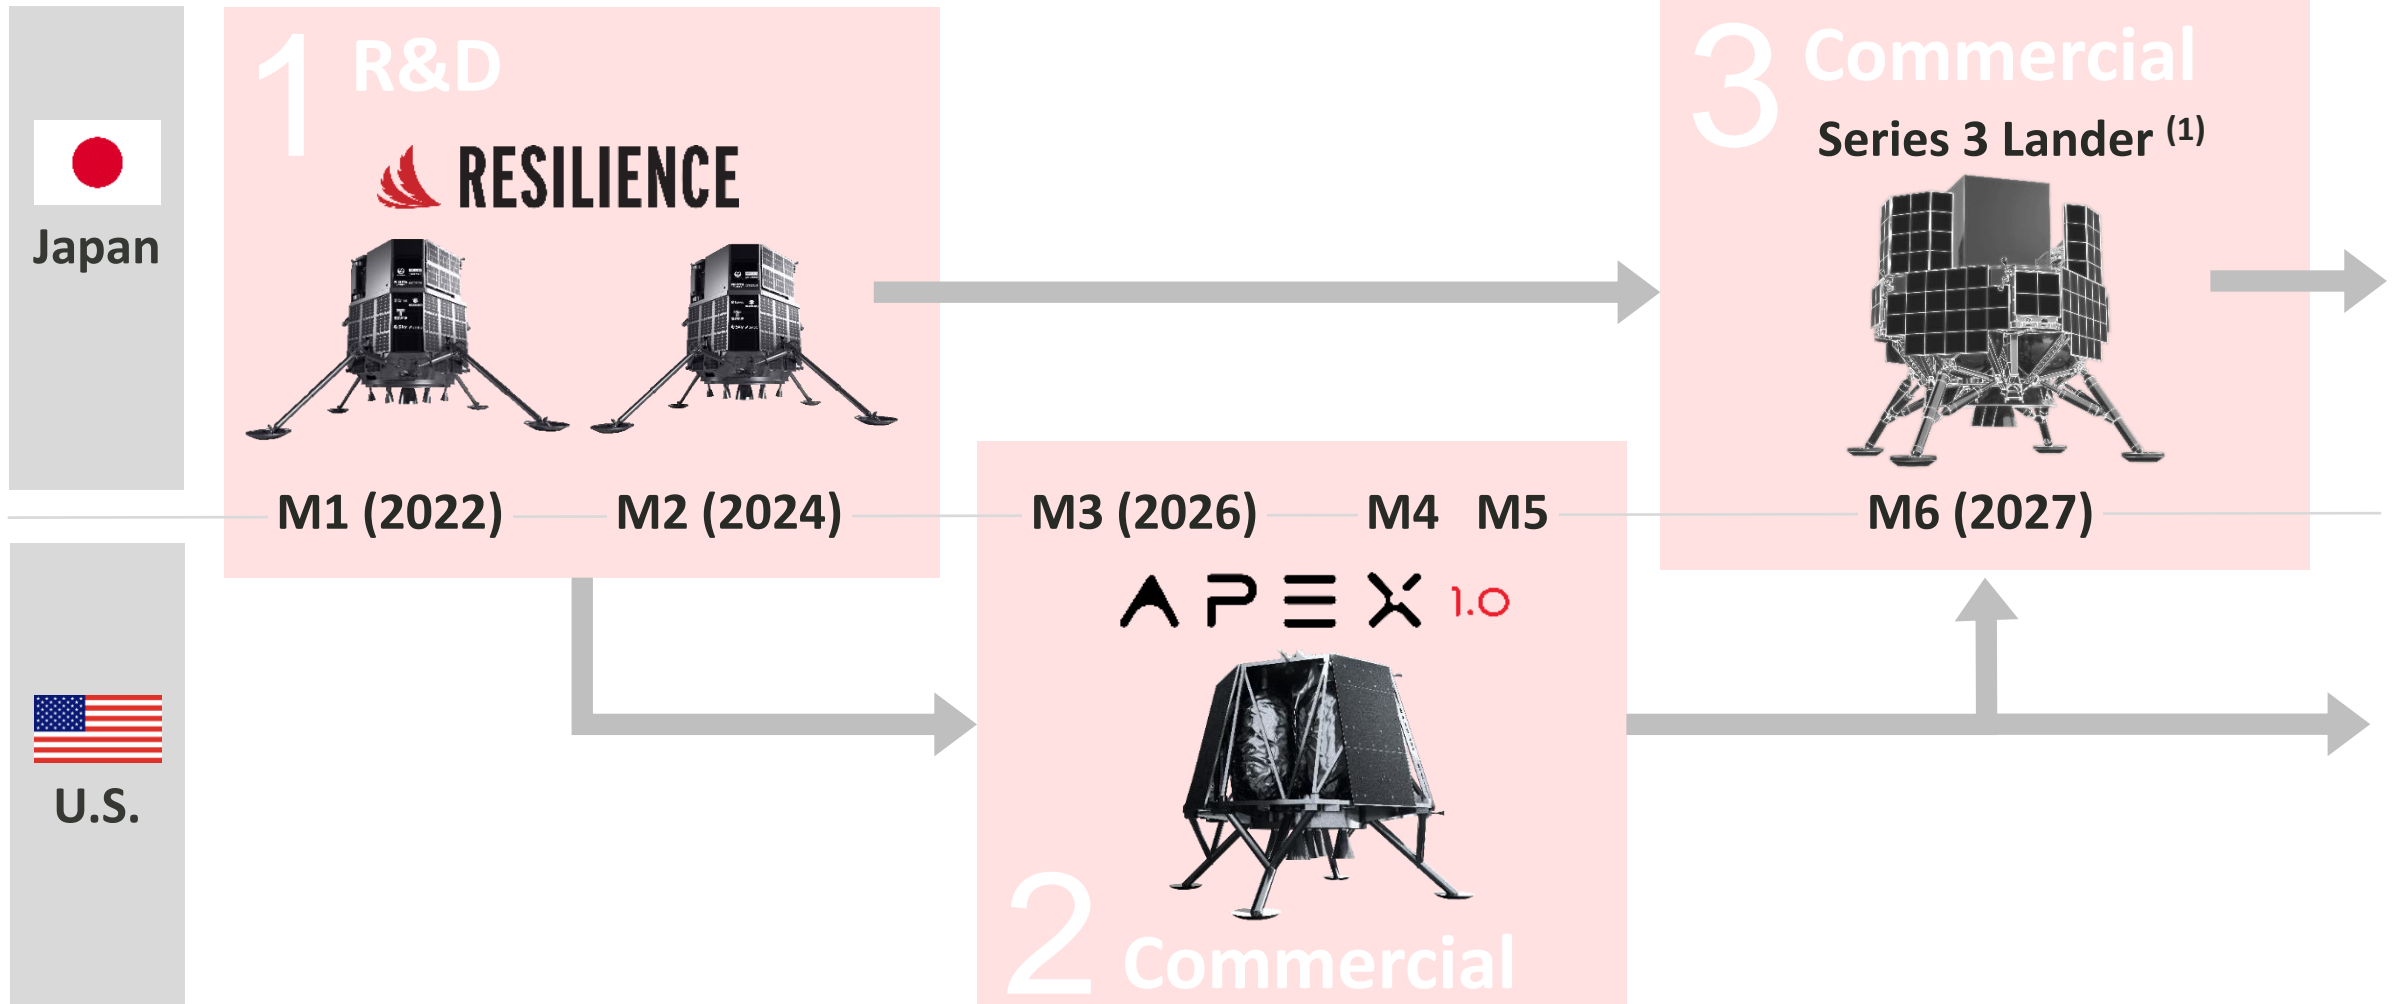 Japan
1 R&D
RESILIENCE
M1 (2022)
M2 (2024)
3 Commercial
Series 3 Lander (1)
M3 (2026)
M4
M5
M6 (2027)
U.S.
APEX 1.0
2 Commercial